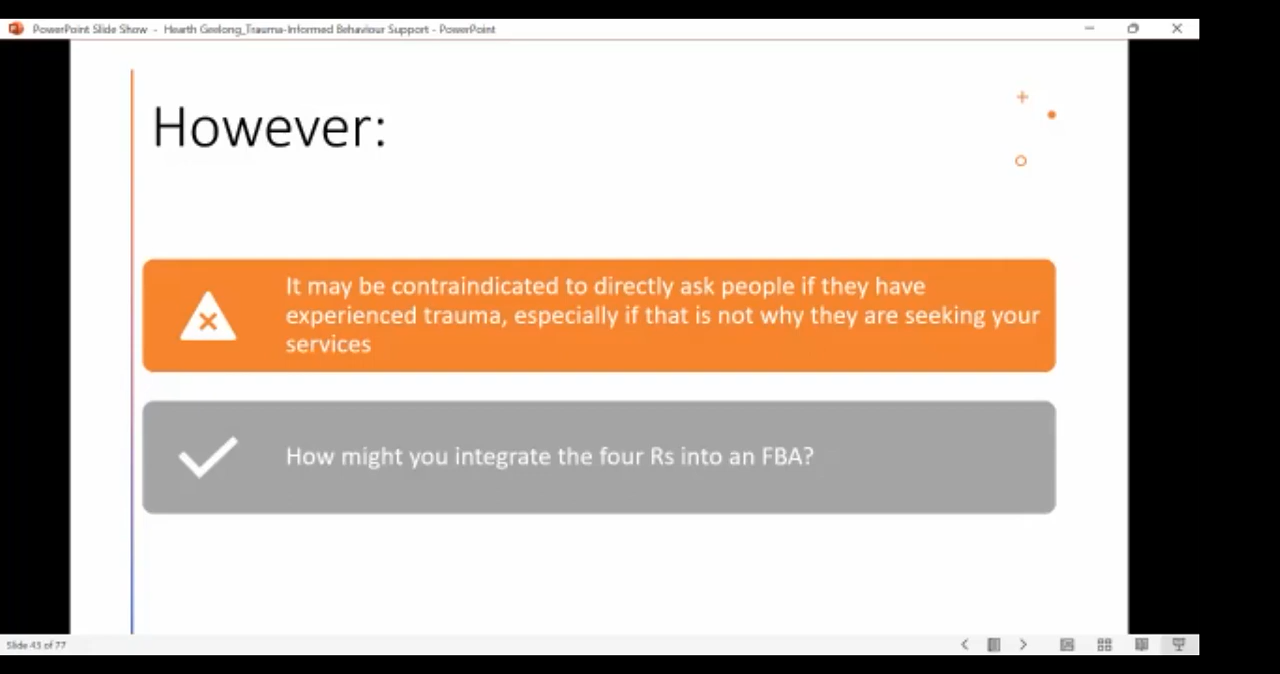 PowerPoint Slide Show - Hearth Geelong_Trauma-Informed Behaviour Support - PowerPoint
However:
It may be contraindicated to directly ask people if they have
experienced trauma, especially if that is not why they are seeking your
services
How might you integrate the four Rs into an FBA?
Slide 43 of 77